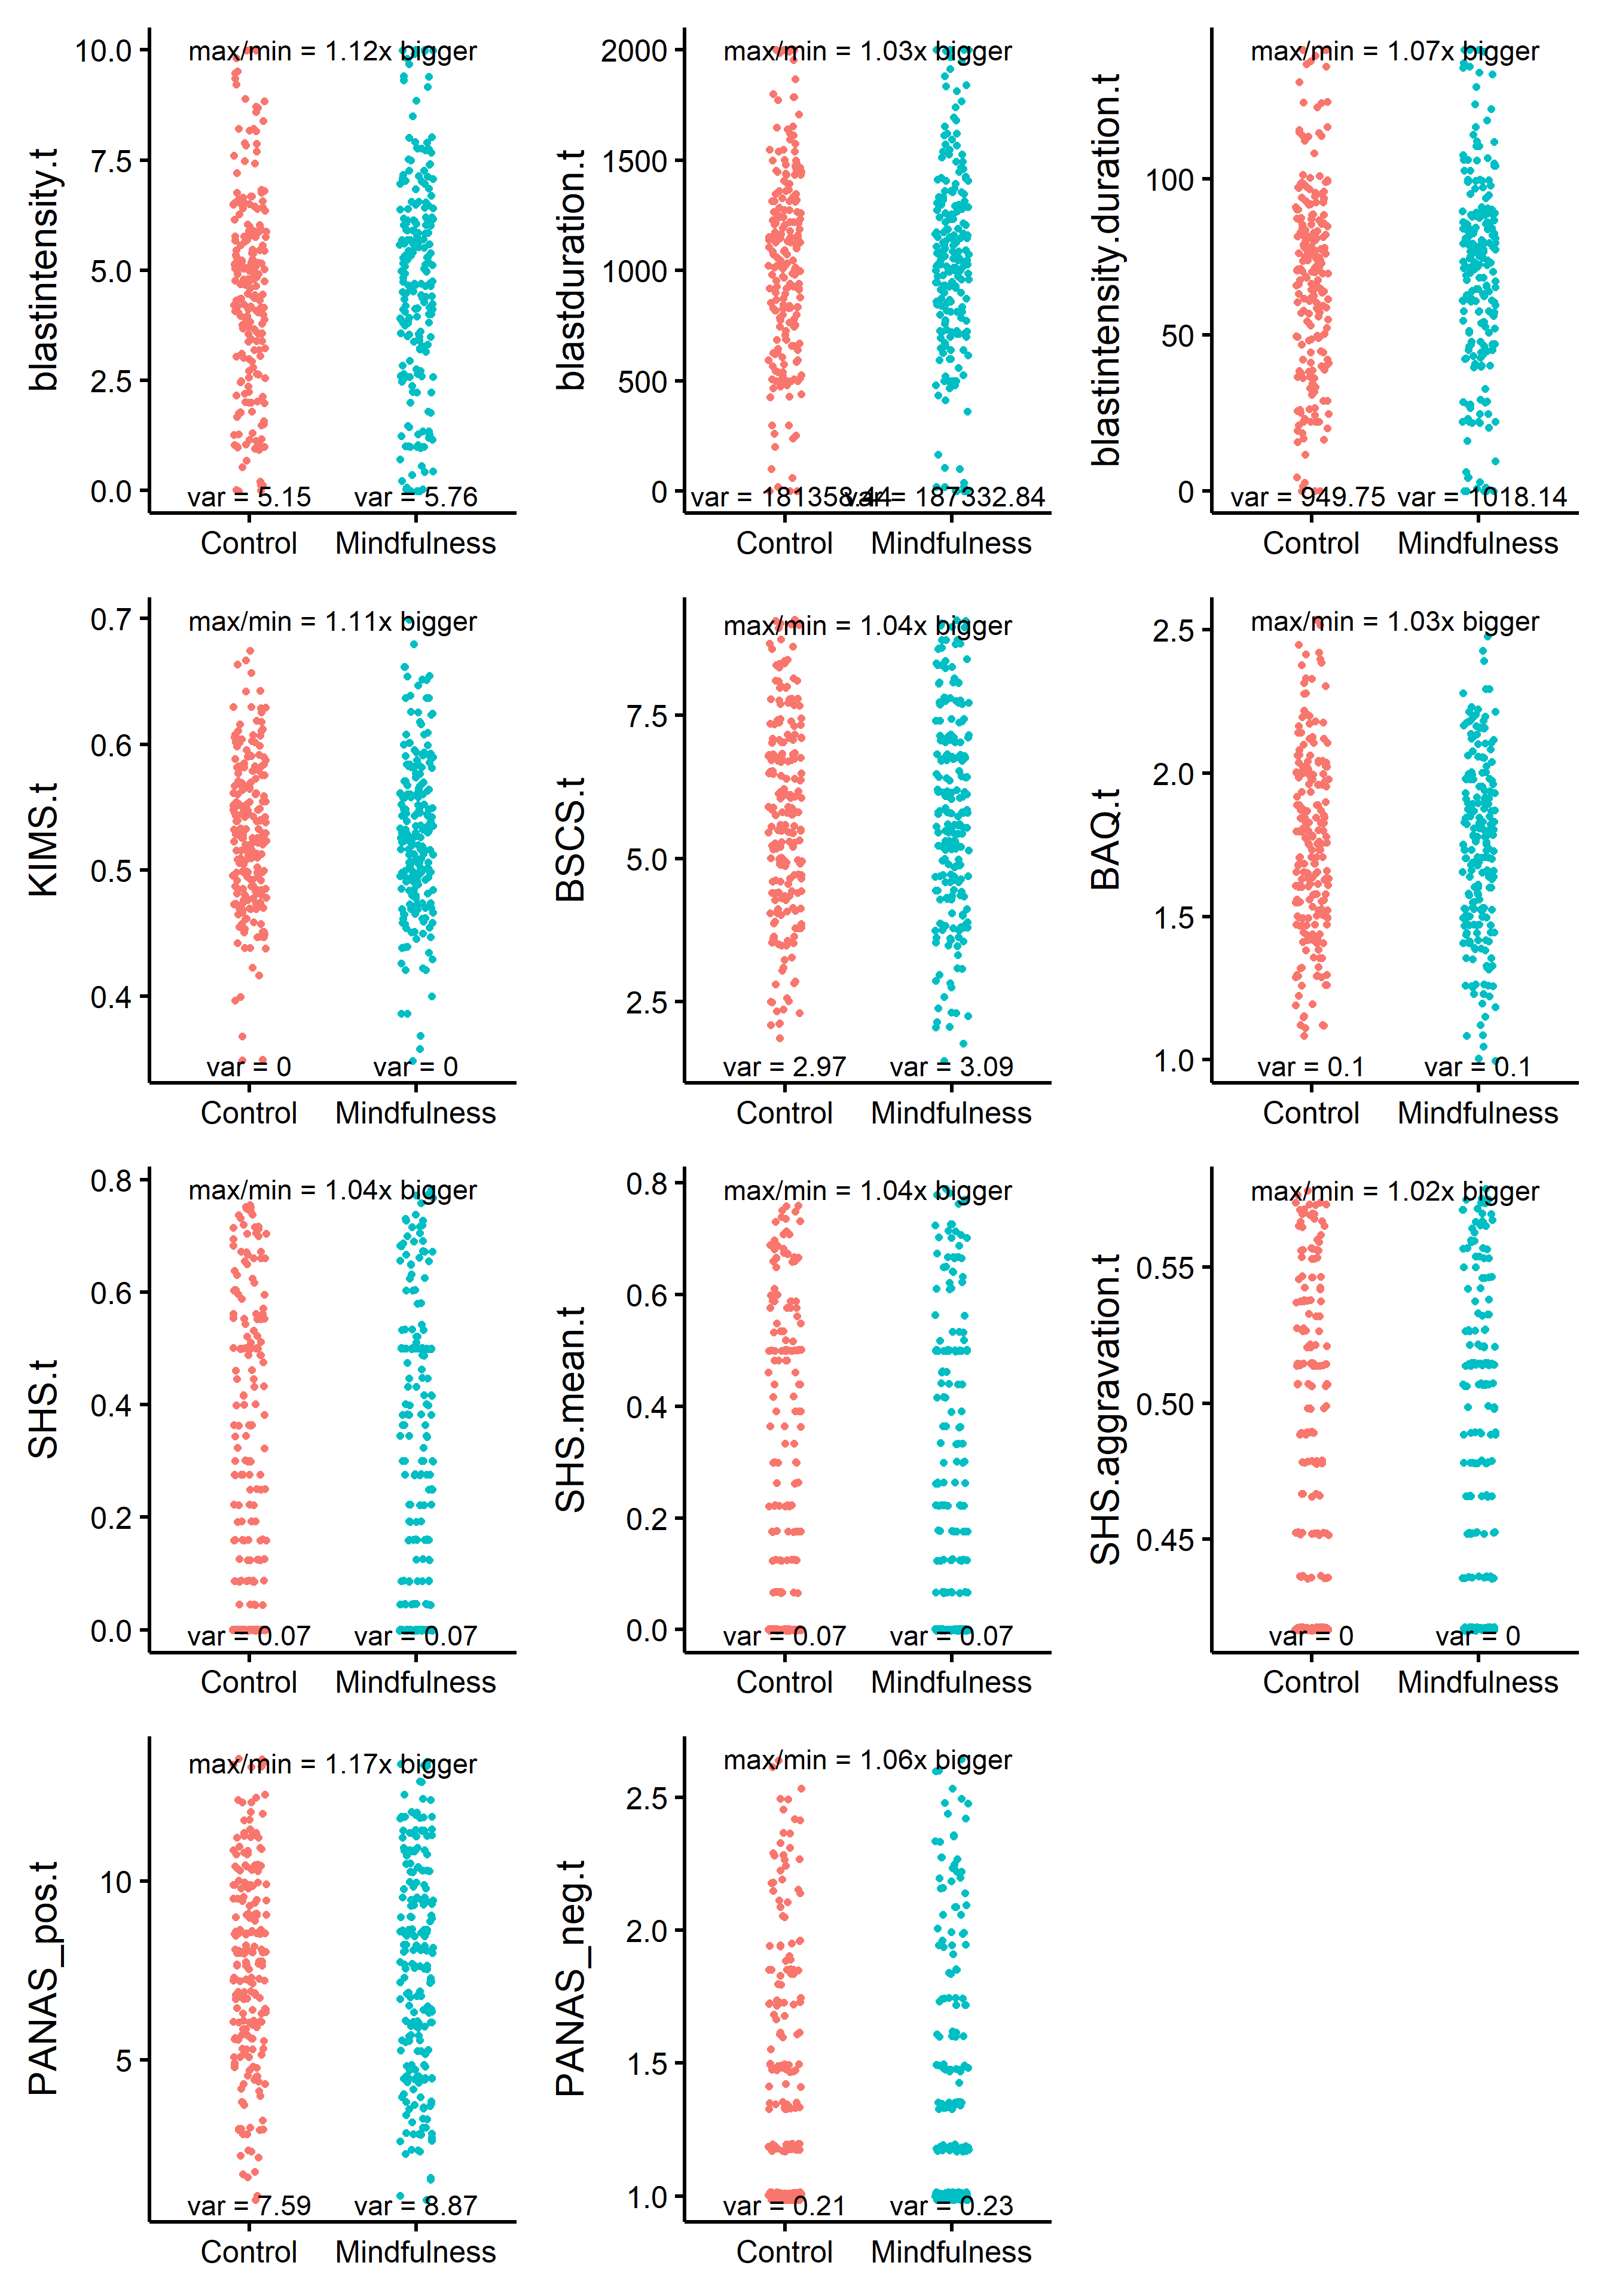 blastintensity.t
10.0
7.5
5.0
2.5
0.0
max/min = 1.12x bigger
var = 5.15
var = 5.76
Control
Mindfulness
blastduration.t
2000
1500
1000
500
0
max/min = 1.03x bigger
var = 181358.44
var = 187332.84
Control
Mindfulness
blastintensity.duration.t
100
50
0
max/min = 1.07x bigger
var = 949.75
var = 1018.14
Control
Mindfulness
KIMS.t
0.7
0.6
0.5
0.4
max/min = 1.11x bigger
var = 0
var = 0
Control
Mindfulness
BSCS.t
7.5
5.0
2.5
max/min = 1.04x bigger
var = 2.97
var = 3.09
Control
Mindfulness
BAQ.t
2.5
2.0
1.5
1.0
max/min = 1.03x bigger
var = 0.1
var = 0.1
Control
Mindfulness
SHS.t
0.8
0.6
0.4
0.2
0.0
max/min = 1.04x bigger
var = 0.07
var = 0.07
Control
Mindfulness
SHS.mean.t
0.8
0.6
0.4
0.2
0.0
max/min = 1.04x bigger
var = 0.07
var = 0.07
Control
Mindfulness
SHS.aggravation.t
0.55
0.50
0.45
max/min = 1.02x bigger
var = 0
var = 0
Control
Mindfulness
PANAS_pos.t
10
5
max/min = 1.17x bigger
var = 7.59
var = 8.87
Control
Mindfulness
PANAS_neg.t
2.5
2.0
1.5
1.0
max/min = 1.06x bigger
var = 0.21
var = 0.23
Control
Mindfulness